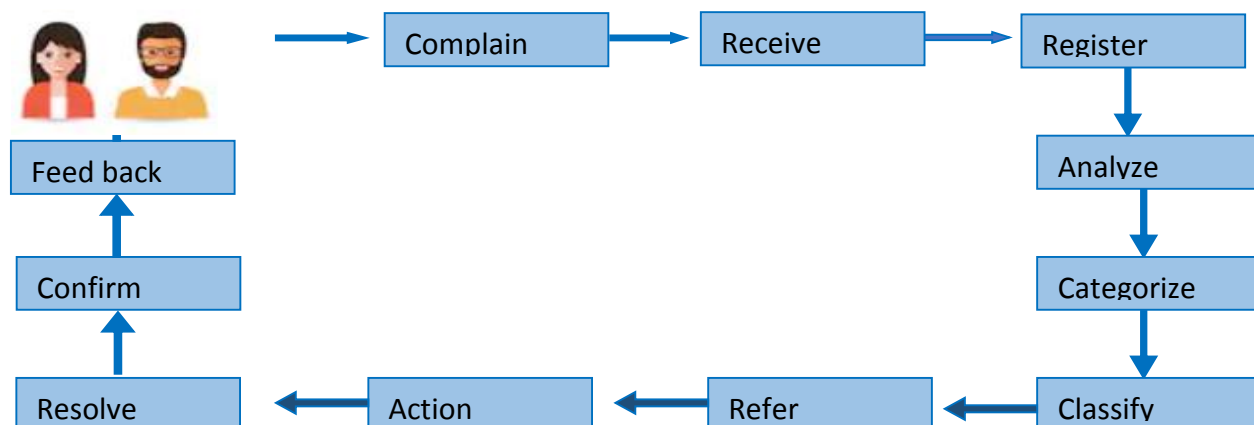 Complain
Receive
Register
Analyze
Categorize
Classify
Refer
Action
Resolve
Confirm
Feed back